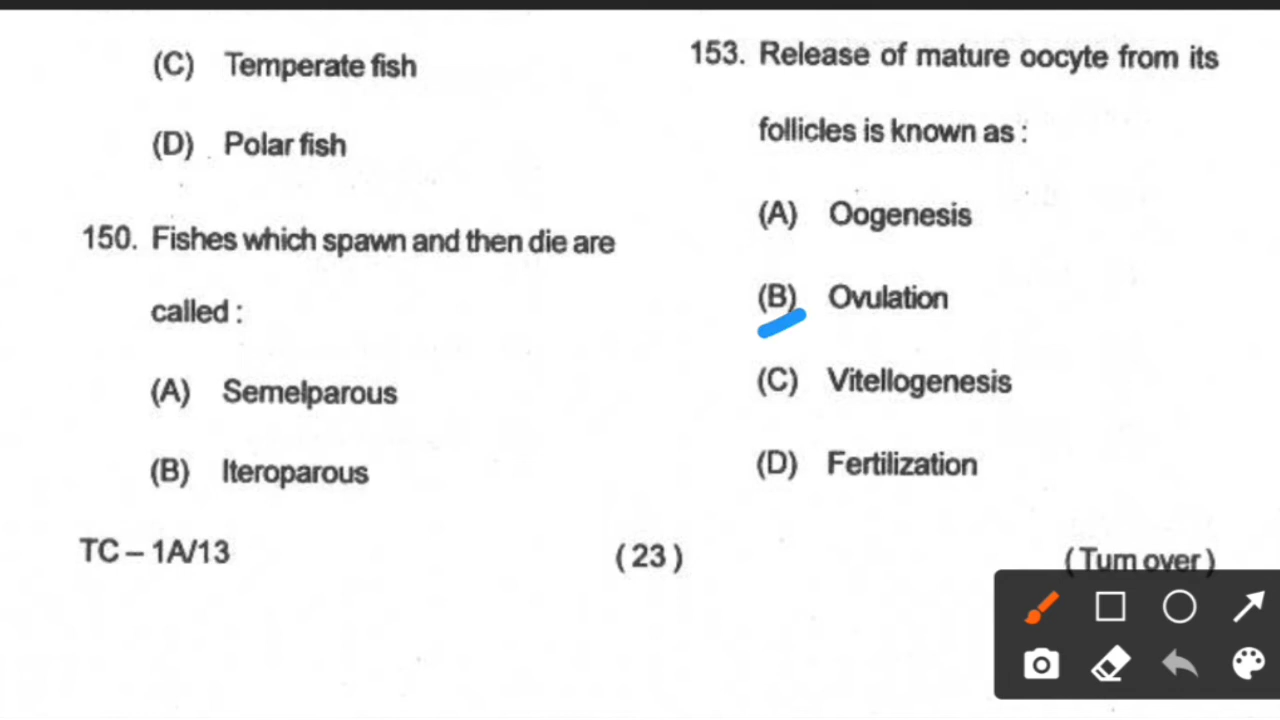 (C) Temperate fish
(D) Polar fish
150. Fishes which spawn and then die are
called :
(A) Semelparous
(B) Iteroparous
TC – 1A/13
(23)
153. Release of mature oocyte from its
follicles is known as :
(A) Oogenesis
(B) Ovulation
(C) Vitellogenesis
(D) Fertilization
(Turn over)